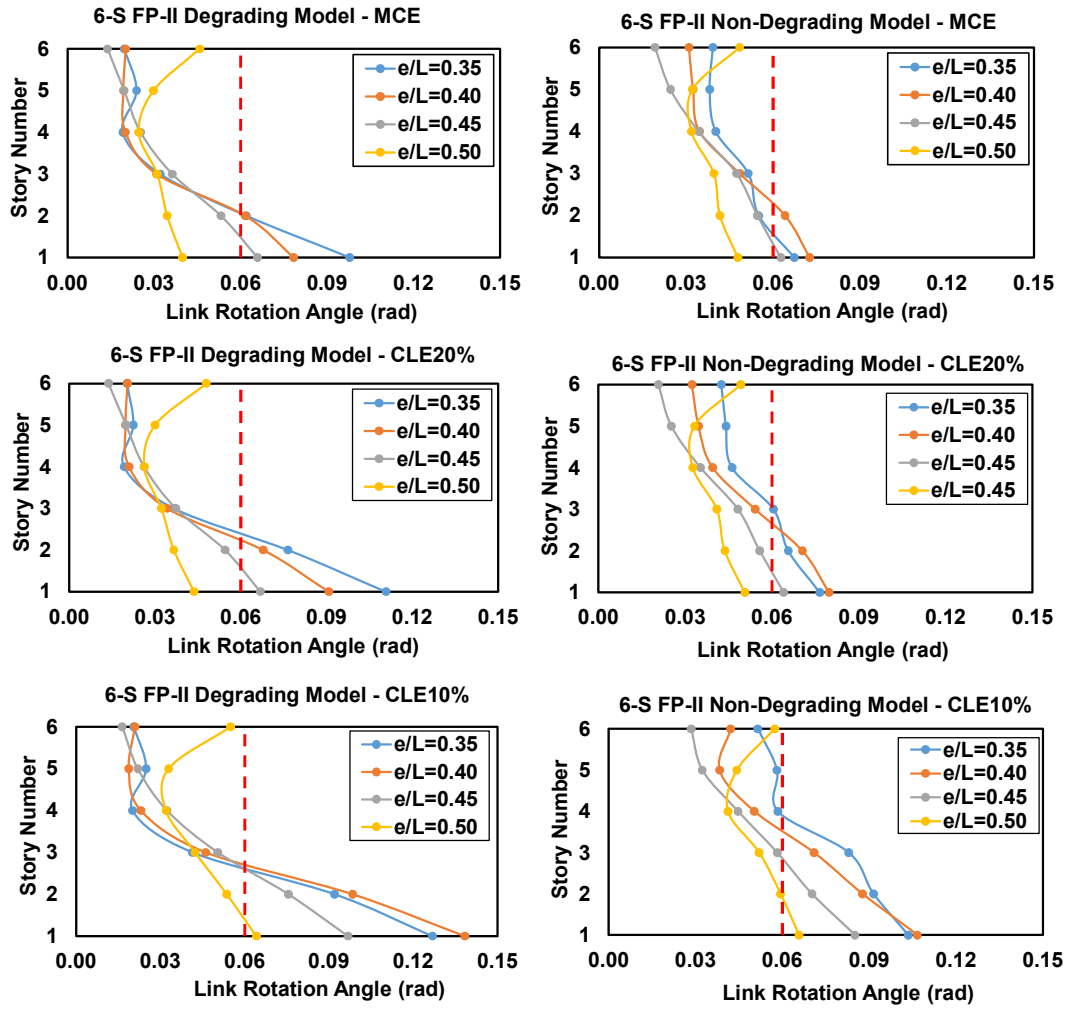 6-S FP-II Degrading Model - MCE
Story Number
6
5
4
3
2
1
e/L=0.35
e/L=0.40
e/L=0.45
e/L=0.50
0.00 0.03 0.06 0.09 0.12 0.15
Link Rotation Angle (rad)
6-S FP-II Non-Degrading Model - MCE
Story Number
6
5
4
3
2
1
e/L=0.35
e/L=0.40
e/L=0.45
e/L=0.50
0.00 0.03 0.06 0.09 0.12 0.15
Link Rotation Angle (rad)
6-S FP-II Degrading Model - CLE20%
Story Number
6
5
4
3
2
1
e/L=0.35
e/L=0.40
e/L=0.45
e/L=0.50
0.00 0.03 0.06 0.09 0.12 0.15
Link Rotation Angle (rad)
6-S FP-II Non-Degrading Model - CLE20%
Story Number
6
5
4
3
2
1
e/L=0.35
e/L=0.40
e/L=0.45
e/L=0.45
0.00 0.03 0.06 0.09 0.12 0.15
Link Rotation Angle (rad)
6-S FP-II Degrading Model - CLE10%
Story Number
6
5
4
3
2
1
e/L=0.35
e/L=0.40
e/L=0.45
e/L=0.50
0.00 0.03 0.06 0.09 0.12 0.15
Link Rotation Angle (rad)
6-S FP-II Non-Degrading Model - CLE10%
Story Number
6
5
4
3
2
1
e/L=0.35
e/L=0.40
e/L=0.45
e/L=0.50
0.00 0.03 0.06 0.09 0.12 0.15
Link Rotation Angle (rad)